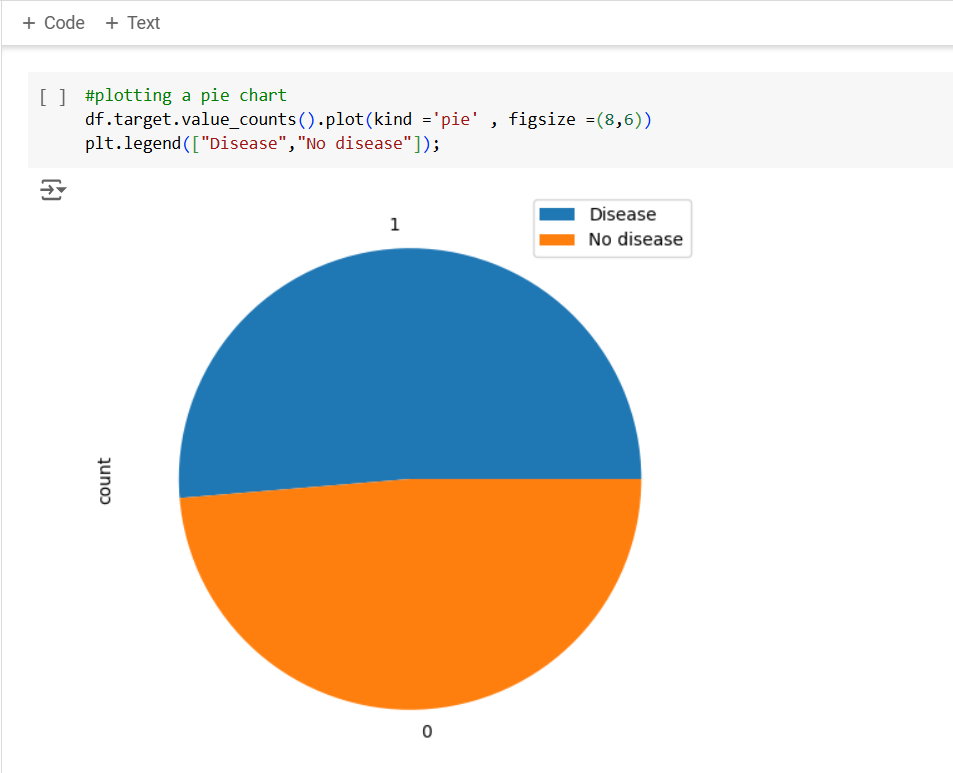 + Code + Text
[ ] #plotting a pie chart
df.target.value_counts().plot(kind ='pie' , figsize =(8,6))
plt.legend(["Disease","No disease"]);
1
Disease
No disease
count
0